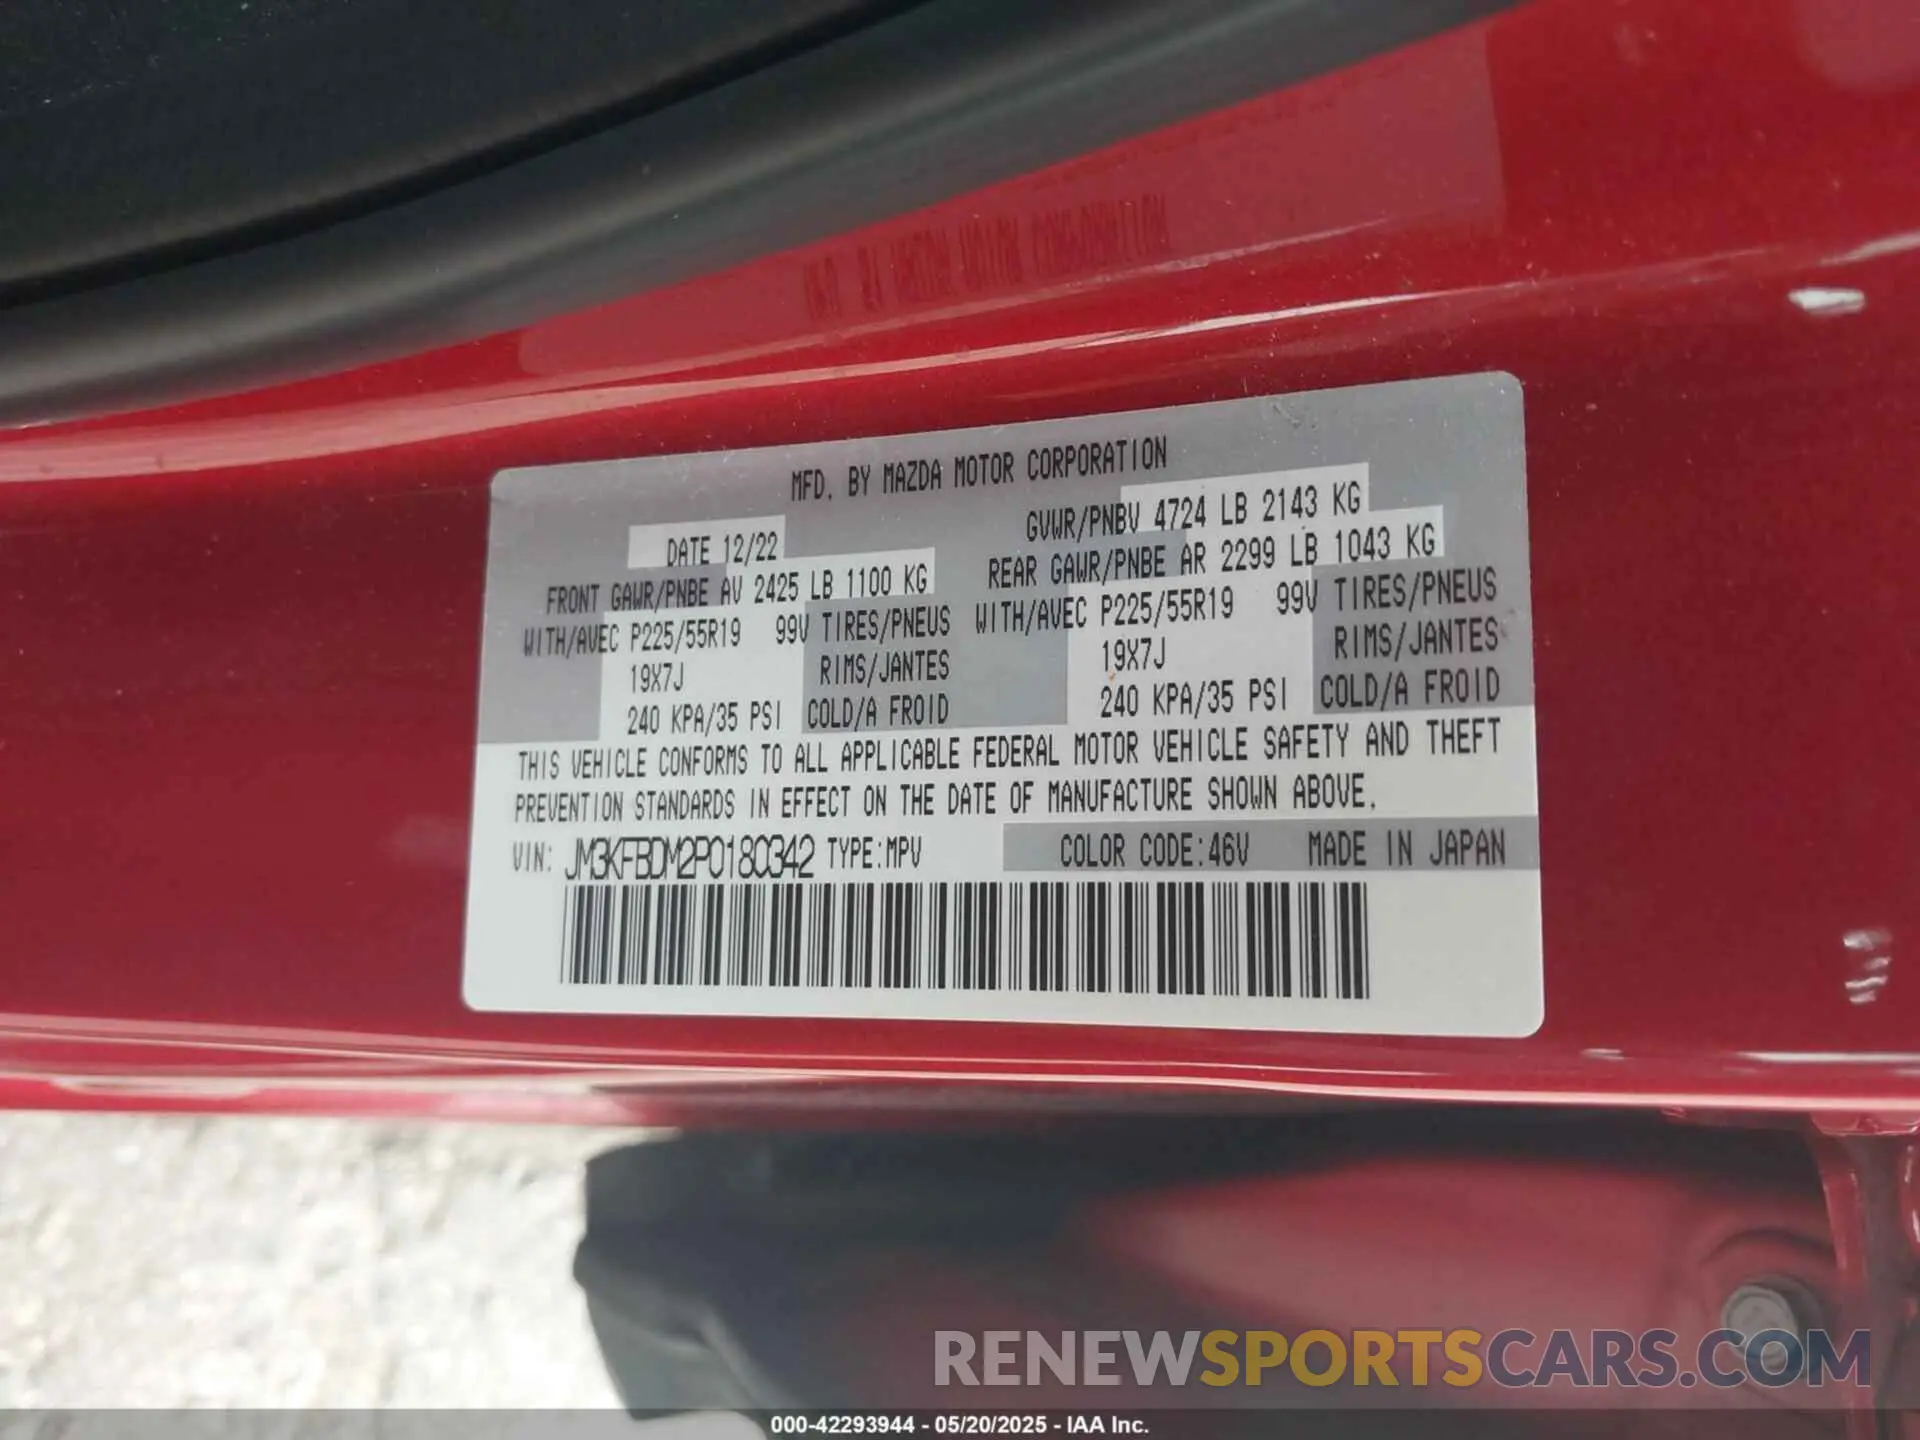 MFD. BY MAZDA MOTOR CORPORATION
DATE 12/22 GVWR/PNBV 4724 LB 2143 KG
FRONT GAWR/PNBE AV 2425 LB 1100 KG REAR GAWR/PNBE AR 2299 LB 1043 KG
WITH/AVEC P225/55R19 99V TIRES/PNEUS WITH/AVEC P225/55R19 99V TIRES/PNEUS
19X7J RIMS/JANTES 19X7J RIMS/JANTES
240 KPA/35 PSI COLD/A FROID 240 KPA/35 PSI COLD/A FROID
THIS VEHICLE CONFORMS TO ALL APPLICABLE FEDERAL MOTOR VEHICLE SAFETY AND THEFT
PREVENTION STANDARDS IN EFFECT ON THE DATE OF MANUFACTURE SHOWN ABOVE.
VIN: JM3KFBDM2P0180342 TYPE:MPV COLOR CODE:46V MADE IN JAPAN
RENEWSPORTSCARS.COM
000-42293944 - 05/20/2025 - IAA Inc.